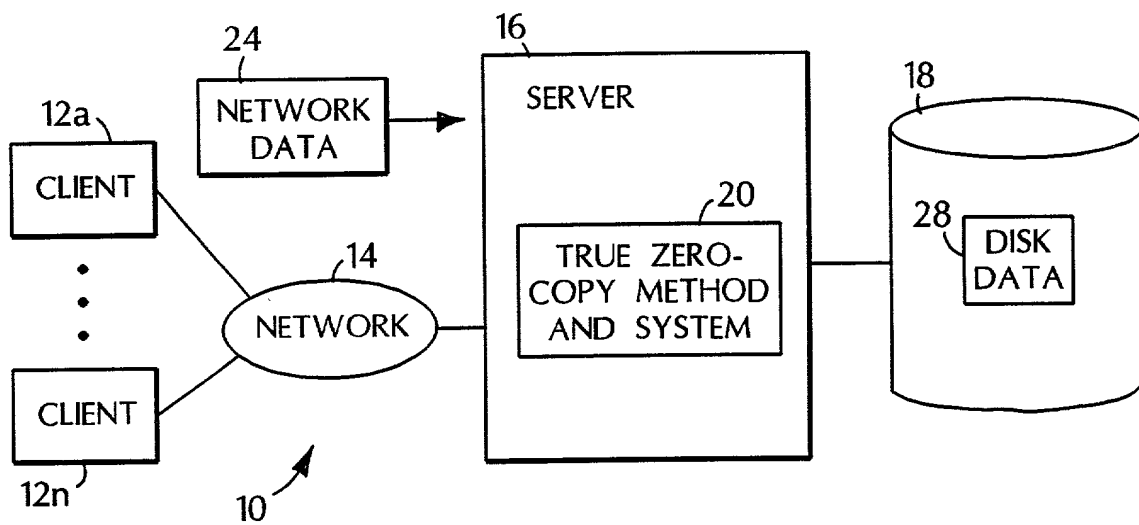 24
NETWORK
DATA
16
SERVER
18
12a
CLIENT
20
TRUE ZERO-
COPY METHOD
AND SYSTEM
28
DISK
DATA
14
NETWORK
CLIENT
12n
10